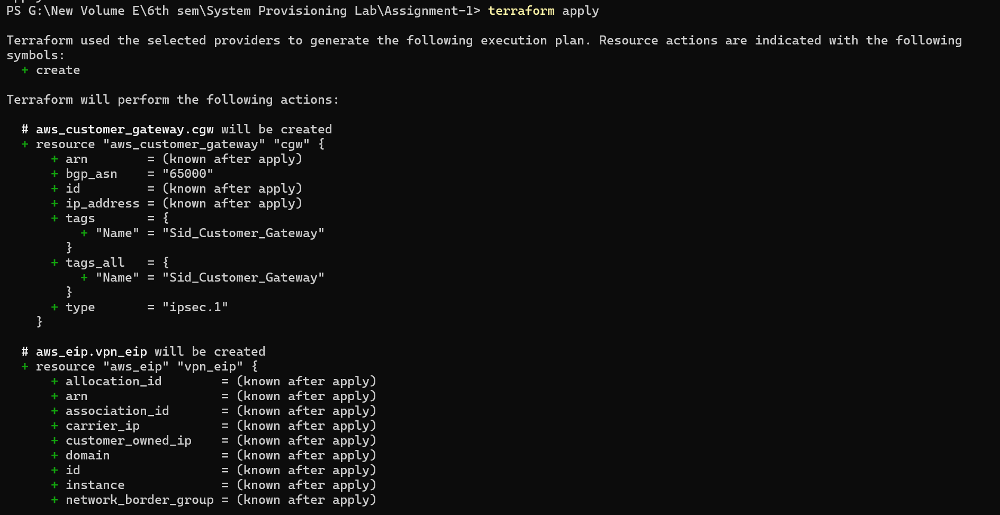 PS G:\New Volume E\6th sem\System Provisioning Lab\Assignment-1> terraform apply
Terraform used the selected providers to generate the following execution plan. Resource actions are indicated with the following
symbols:
  + create
Terraform will perform the following actions:
  # aws_customer_gateway.cgw will be created
  + resource "aws_customer_gateway" "cgw" {
      + arn        = (known after apply)
      + bgp_asn    = "65000"
      + id         = (known after apply)
      + ip_address = (known after apply)
      + tags       = {
          + "Name" = "Sid_Customer_Gateway"
        }
      + tags_all   = {
          + "Name" = "Sid_Customer_Gateway"
        }
      + type       = "ipsec.1"
    }
  # aws_eip.vpn_eip will be created
  + resource "aws_eip" "vpn_eip" {
      + allocation_id        = (known after apply)
      + arn                  = (known after apply)
      + association_id       = (known after apply)
      + carrier_ip           = (known after apply)
      + customer_owned_ip    = (known after apply)
      + domain               = (known after apply)
      + id                   = (known after apply)
      + instance             = (known after apply)
      + network_border_group = (known after apply)